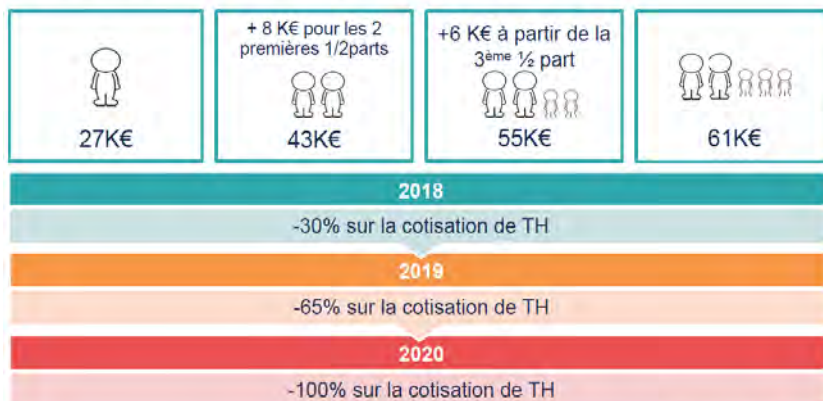 27K€
+ 8 K€ pour les 2
premières 1/2parts
43K€
+6 K€ à partir de la
3ème ½ part
55K€
61K€
2018
-30% sur la cotisation de TH
2019
-65% sur la cotisation de TH
2020
-100% sur la cotisation de TH